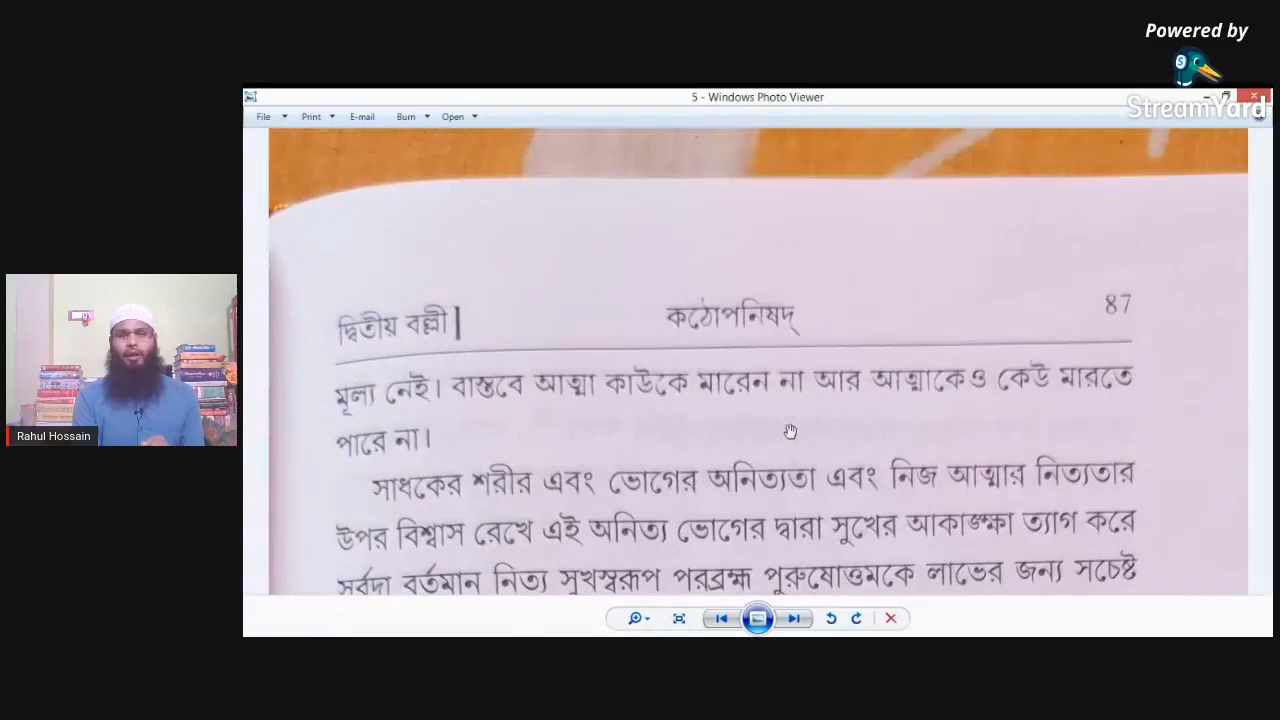 Powered by
StreamYard
5 - Windows Photo Viewer
File Print E-mail Burn Open
দ্বিতীয় বল্লী] কঠোপনিষদ্ 87
মূল্য নেই। বাস্তবে আত্মা কাউকে মারেন না আর আত্মাকেও কেউ মারতে
পারে না।
সাধকের শরীর এবং ভোগের অনিত্যতা এবং নিজ আত্মার নিত্যতার
উপর বিশ্বাস রেখে এই অনিত্য ভোগের দ্বারা সুখের আকাঙ্ক্ষা ত্যাগ করে
সর্বদা বর্তমান নিত্য সুখস্বরূপ পরব্রহ্ম পুরুষোত্তমকে লাভের জন্য সচেষ্ট
Rahul Hossain